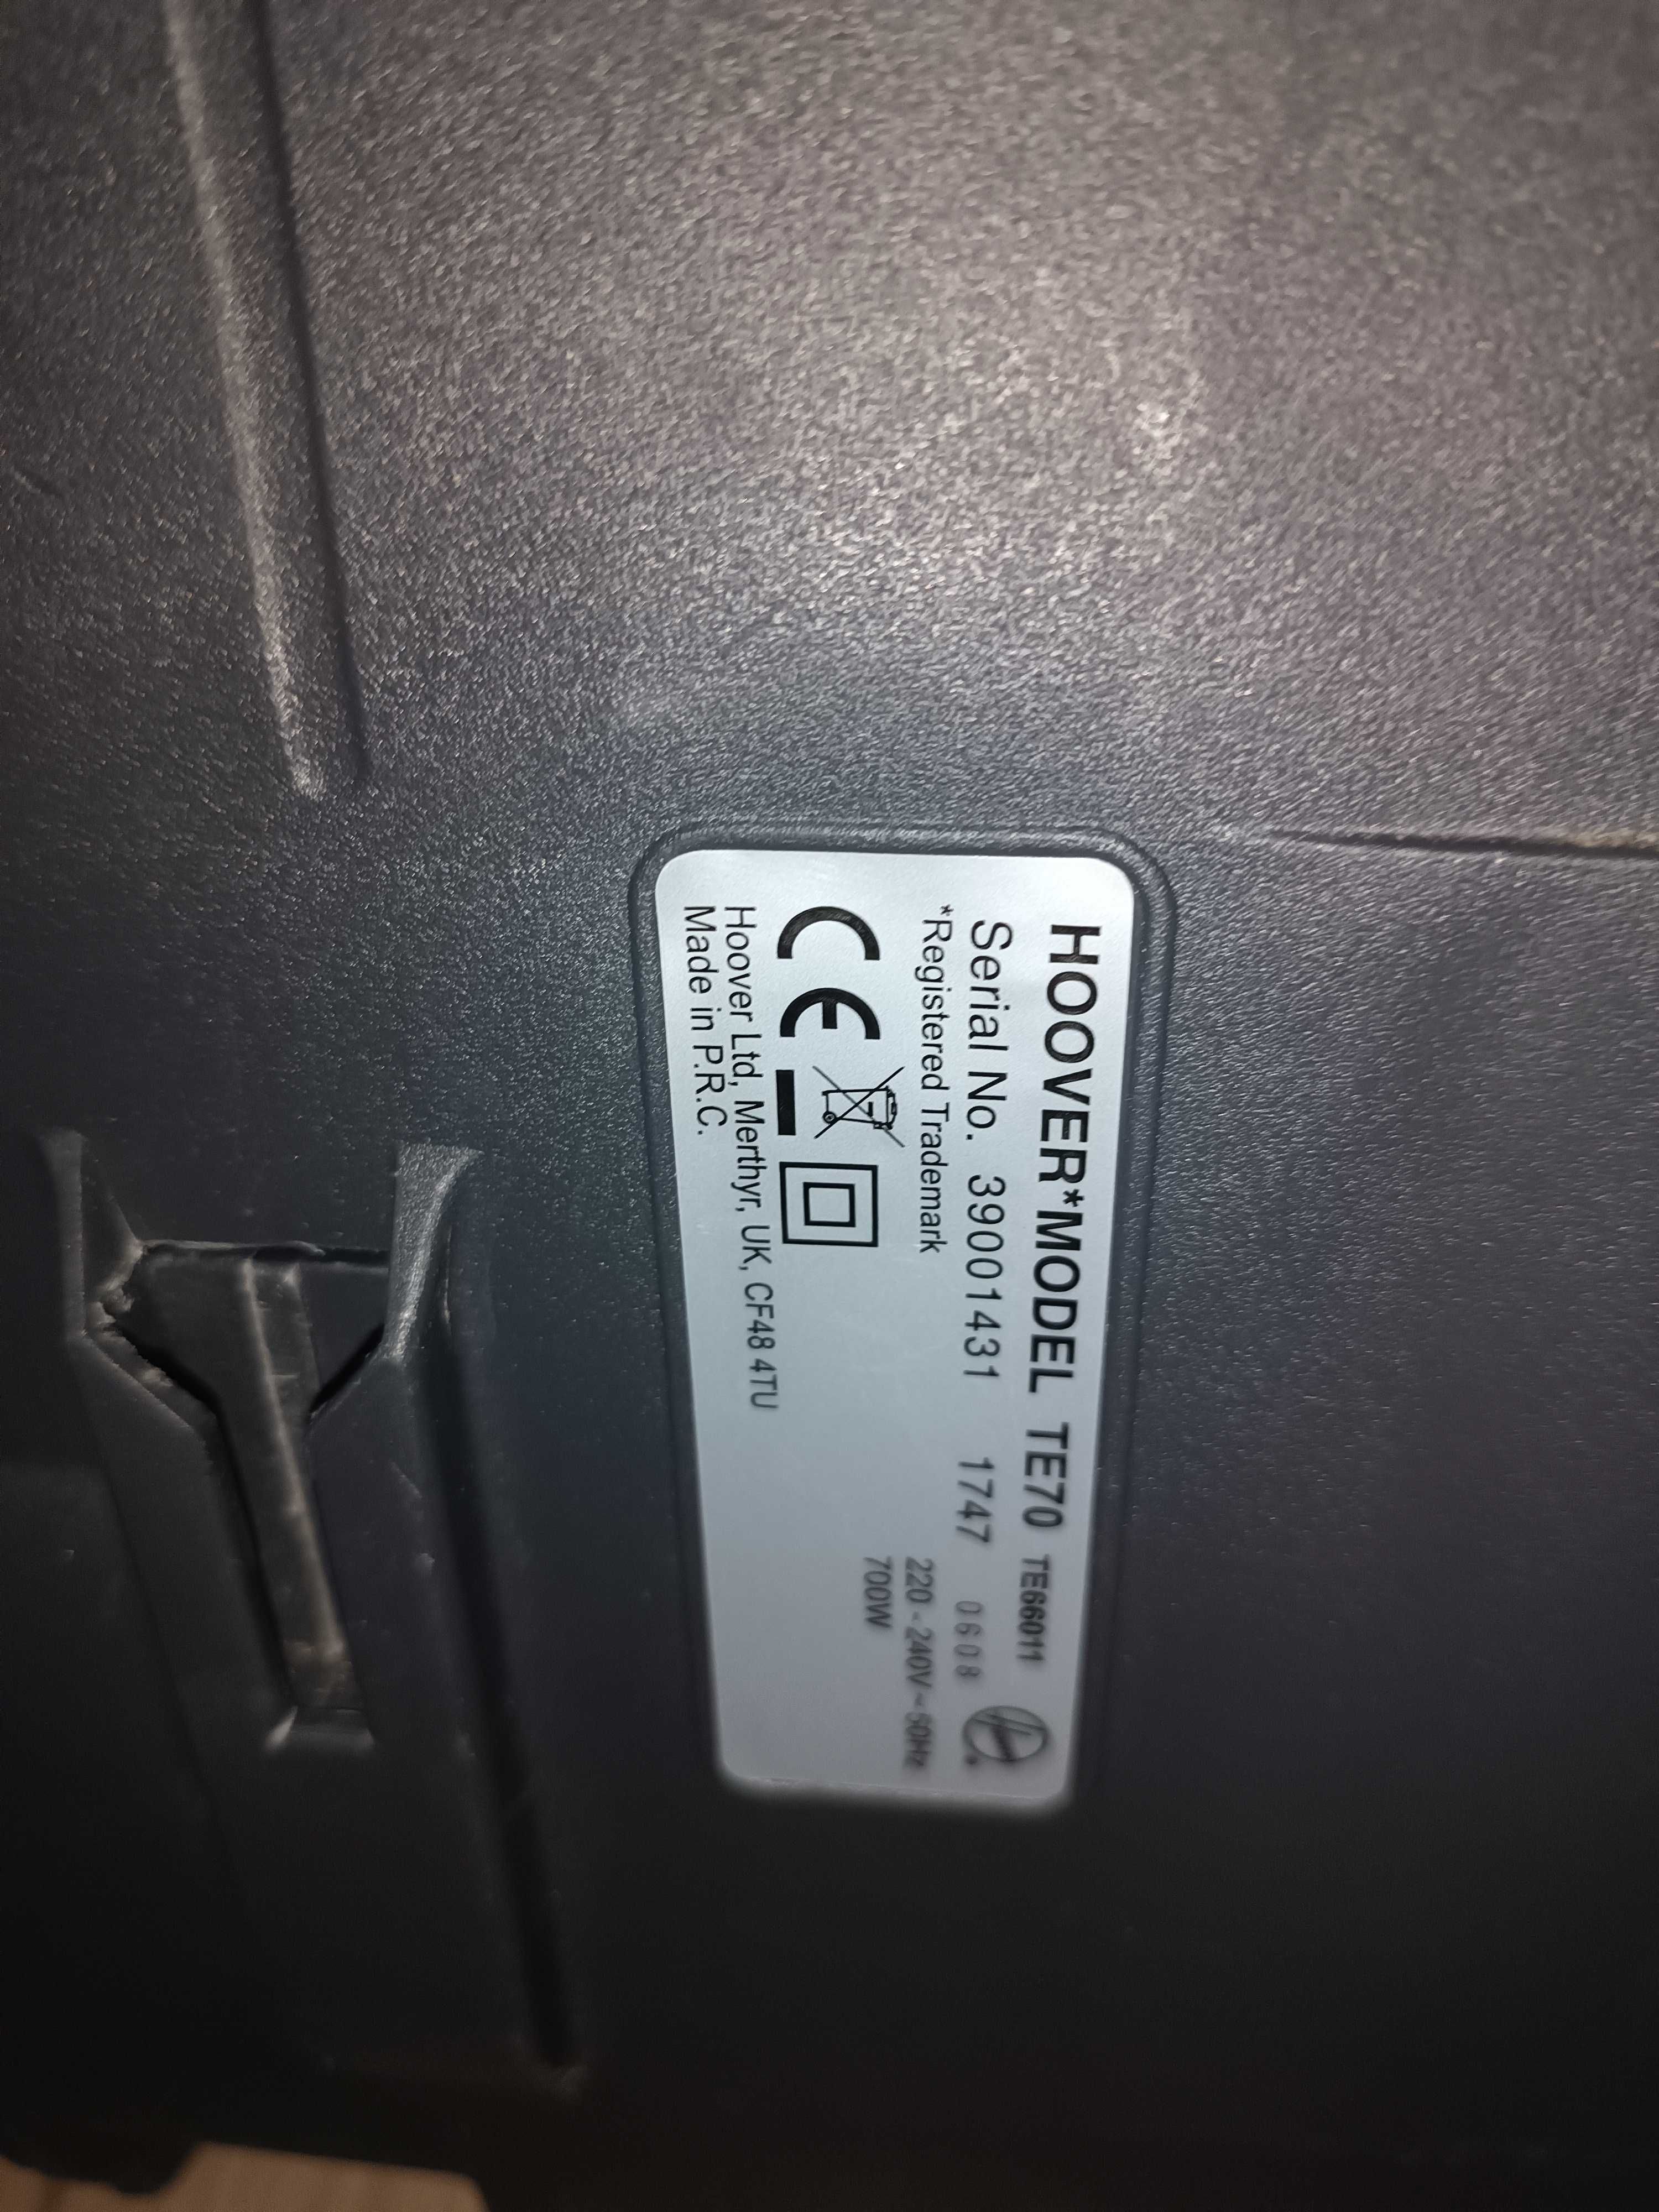 HOOVER*MODEL TE70 TE66011
Serial No. 39001431 1747 0608
*Registered Trademark
220 - 240V ~ 50Hz
700W
CE
Hoover Ltd, Merthyr, UK, CF48 4TU
Made in P.R.C.